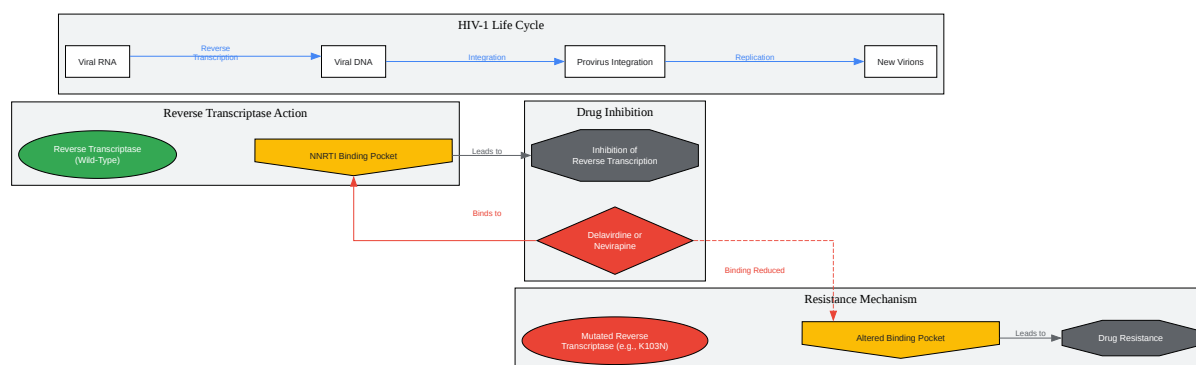 HIV-1 Life Cycle
Viral RNA
Reverse
Transcription
Viral DNA
Integration
Provirus Integration
Replication
New Virions
Reverse Transcriptase Action
Reverse Transcriptase
(Wild-Type)
NNRTI Binding Pocket
Leads to
Drug Inhibition
Inhibition of
Reverse Transcription
Binds to
Delavirdine or
Nevirapine
Binding Reduced
Resistance Mechanism
Mutated Reverse
Transcriptase (e.g., K103N)
Altered Binding Pocket
Leads to
Drug Resistance